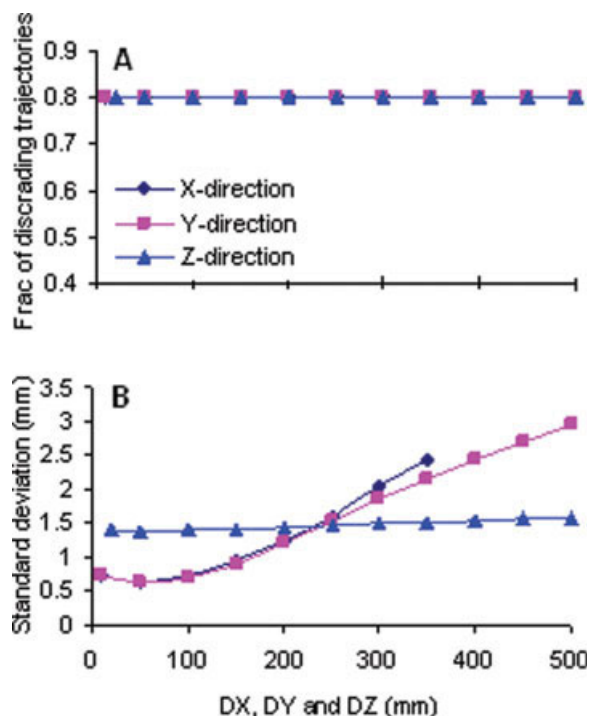 A
Frac of discrading trajectories
0.9
0.8
0.7
0.6
0.5
0.4
X-direction
Y-direction
Z-direction
B
Standard deviation (mm)
3.5
3
2.5
2
1.5
1
0.5
0
0 100 200 300 400 500
DX, DY and DZ (mm)